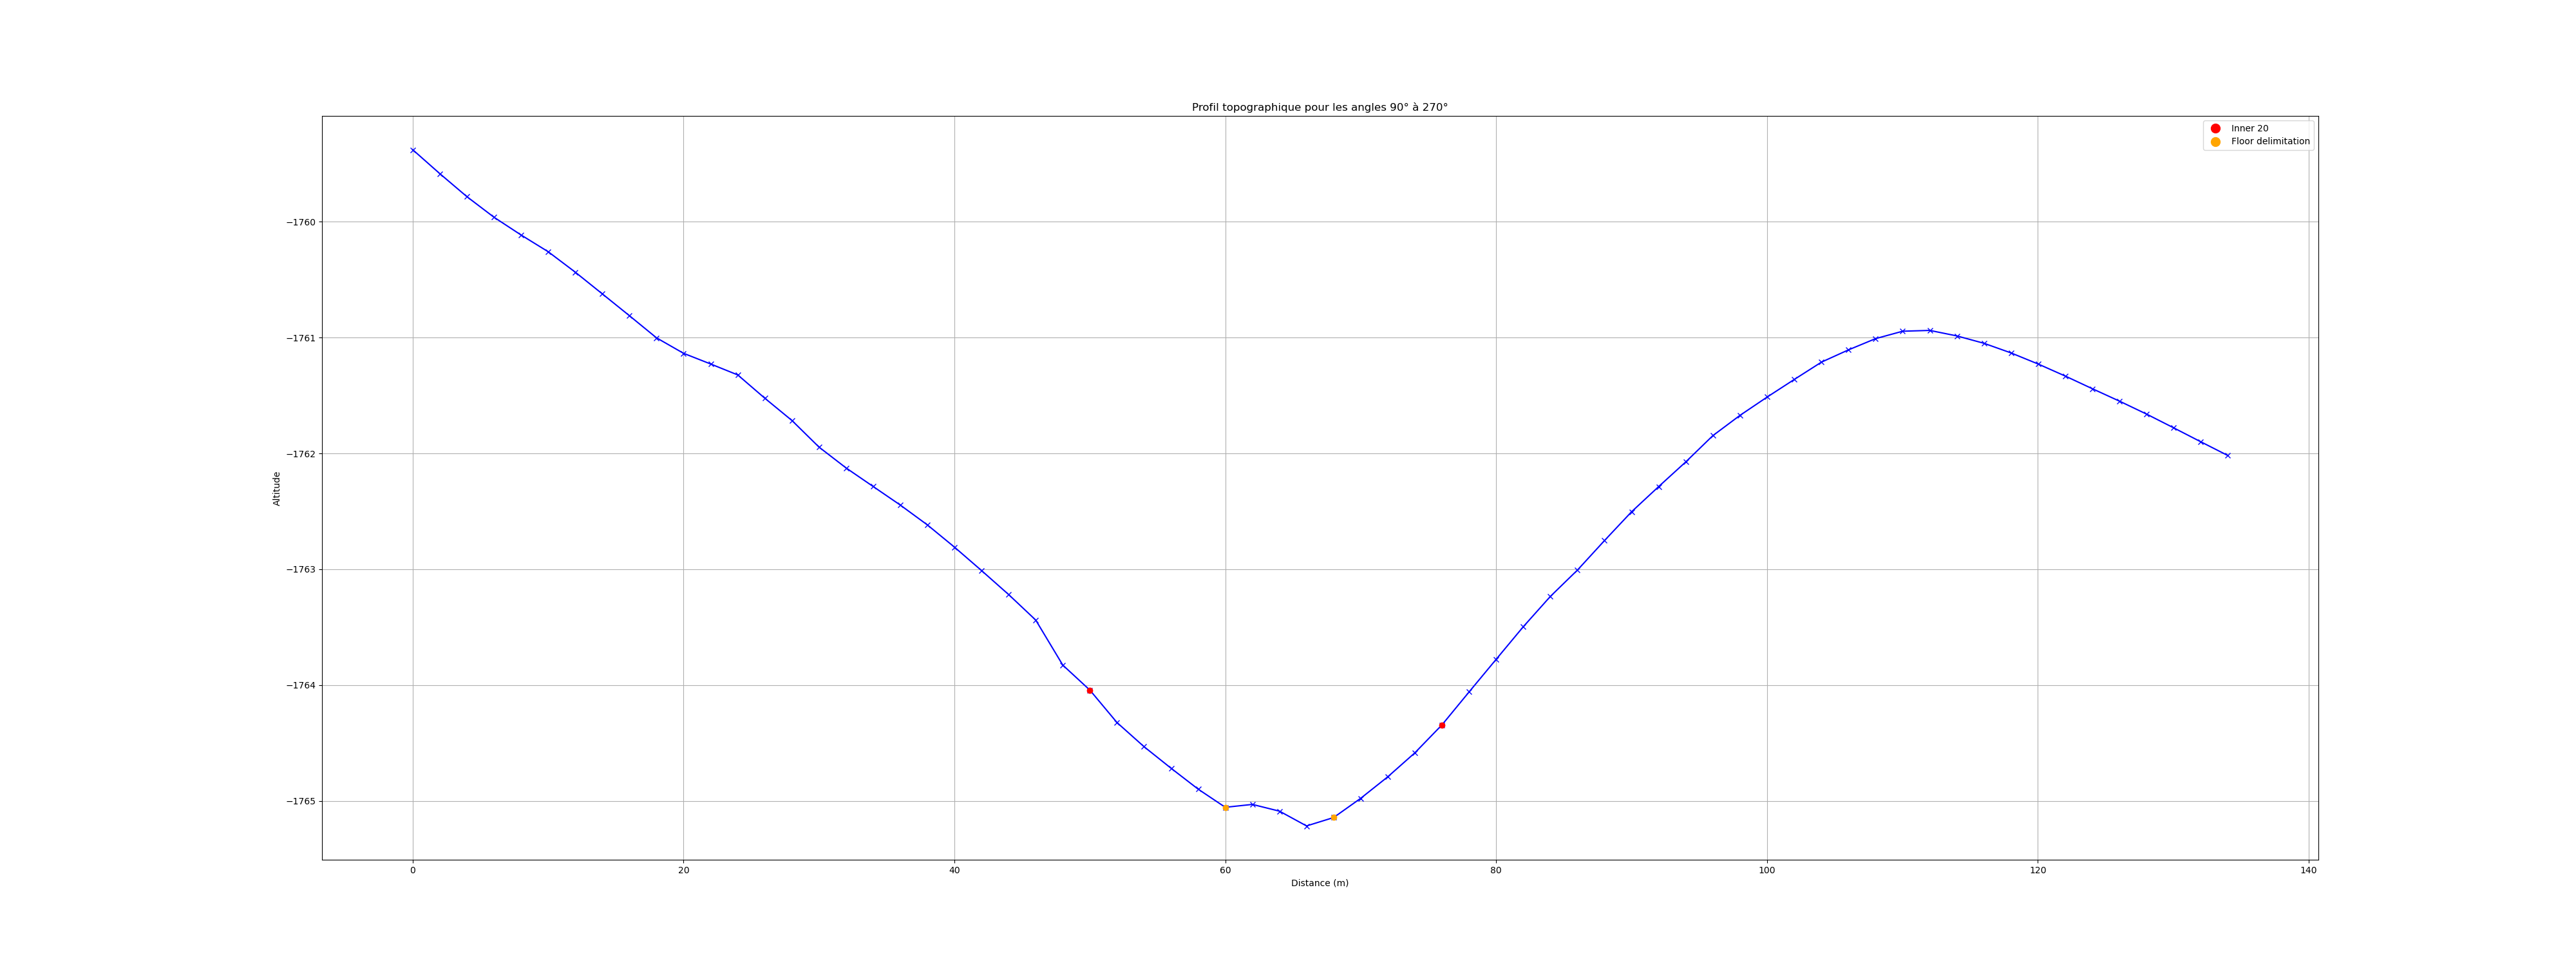 Profil topographique pour les angles 90° à 270°
Inner 20
Floor delimitation
Altitude
−1760
−1761
−1762
−1763
−1764
−1765
0 20 40 60 80 100 120 140
Distance (m)